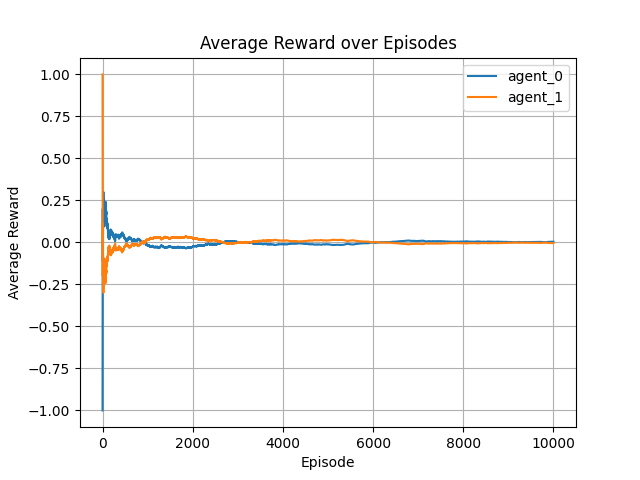 Average Reward over Episodes
agent_0
agent_1
1.00
0.75
0.50
0.25
0.00
−0.25
−0.50
−0.75
−1.00
Average Reward
0 2000 4000 6000 8000 10000
Episode